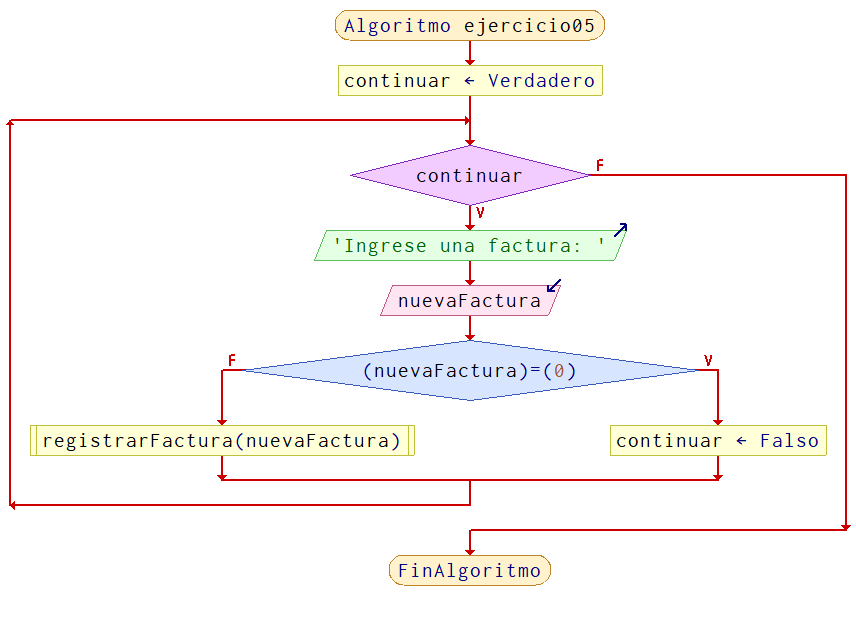 Algoritmo ejercicio05
continuar ← Verdadero
continuar
F
V
'Ingrese una factura: '
nuevaFactura
F
(nuevaFactura)=(0)
V
registrarFactura(nuevaFactura)
continuar ← Falso
FinAlgoritmo